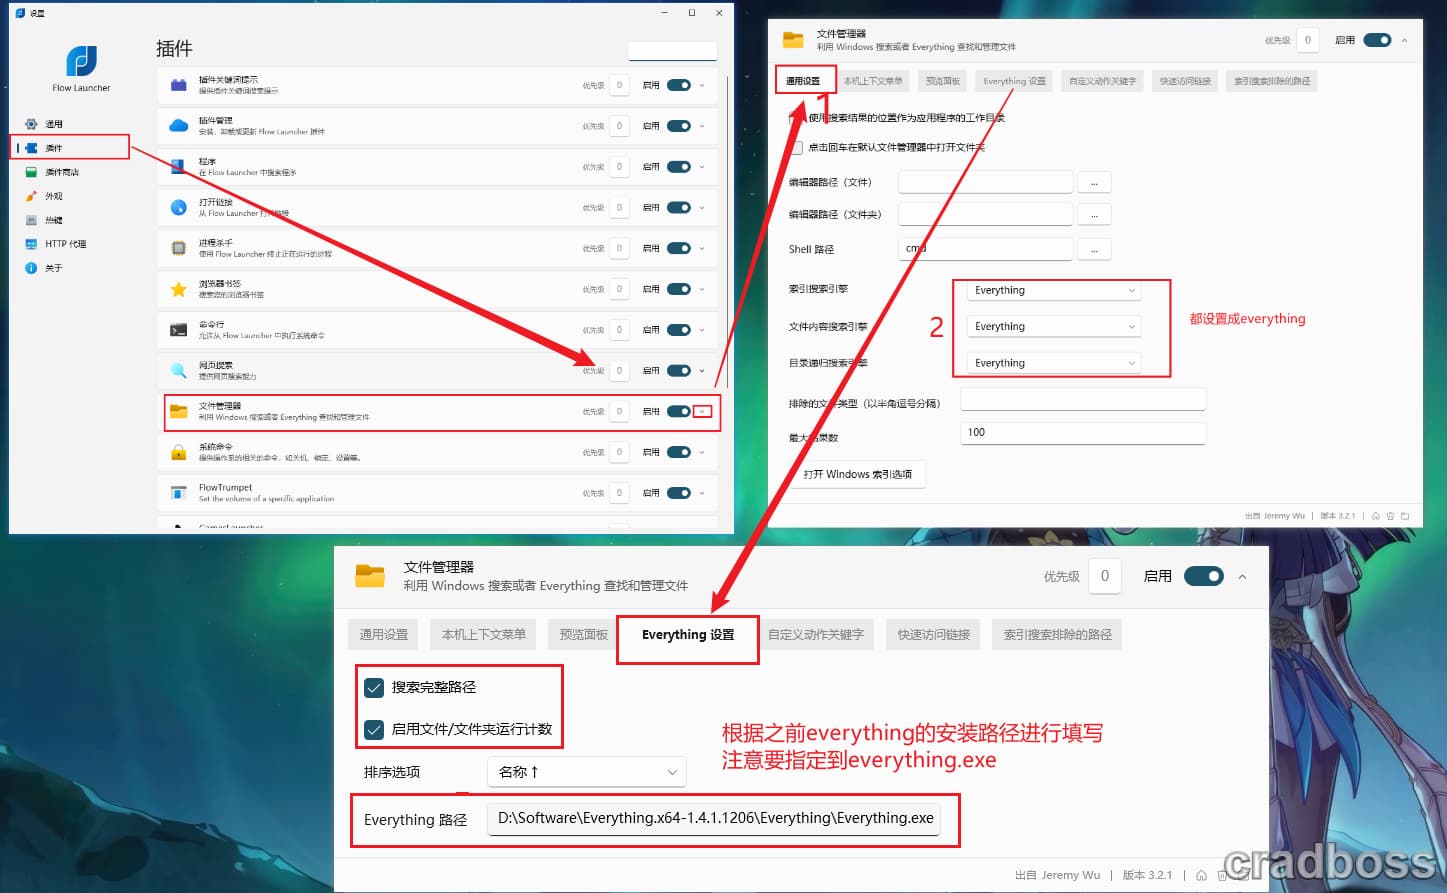 设置
Flow Launcher
通用
插件
插件商店
外观
热键
HTTP 代理
关于
插件
插件关键词提示
提供插件关键词搜索提示
优先级 0 启用
插件管理
安装，卸载或更新 Flow Launcher 插件
优先级 0 启用
程序
在 Flow Launcher 中搜索程序
优先级 0 启用
打开链接
从 Flow Launcher 打开链接
优先级 0 启用
进程杀手
使用 Flow Launcher 终止正在运行的进程
优先级 0 启用
浏览器书签
搜索您的浏览器书签
优先级 0 启用
命令行
允许从 Flow Launcher 中执行系统命令
优先级 0 启用
网页搜索
提供网页搜索能力
优先级 0 启用
文件管理器
利用 Windows 搜索或者 Everything 查找和管理文件
优先级 0 启用
系统命令
提供操作系统相关的命令，如关机、锁定、设置等。
优先级 0 启用
FlowTrumpet
Set the volume of a specific application
优先级 0 启用
GamesLauncher
文件管理器
利用 Windows 搜索或者 Everything 查找和管理文件
优先级 0 启用
通用设置 本机上下文菜单 预览面板 Everything 设置 自定义动作关键字 快速访问链接 索引搜索排除的路径
1
使用搜索结果的位置作为应用程序的工作目录
点击回车在默认文件管理器中打开文件夹
编辑器路径（文件） ...
编辑器路径（文件夹） ...
Shell 路径 cmd ...
索引搜索引擎 Everything
文件内容搜索引擎 Everything
目录递归搜索引擎 Everything
2
都设置成everything
排除的文件类型（以半角逗号分隔）
最大结果数 100
打开 Windows 索引选项
出自 Jeremy Wu | 版本 3.2.1 |
文件管理器
利用 Windows 搜索或者 Everything 查找和管理文件
优先级 0 启用
通用设置 本机上下文菜单 预览面板 Everything 设置 自定义动作关键字 快速访问链接 索引搜索排除的路径
搜索完整路径
启用文件/文件夹运行计数
排序选项 名称 ↑
根据之前everything的安装路径进行填写
注意要指定到everything.exe
Everything 路径 D:\Software\Everything.x64-1.4.1.1206\Everything\Everything.exe
出自 Jeremy Wu | 版本 3.2.1 |
cradboss